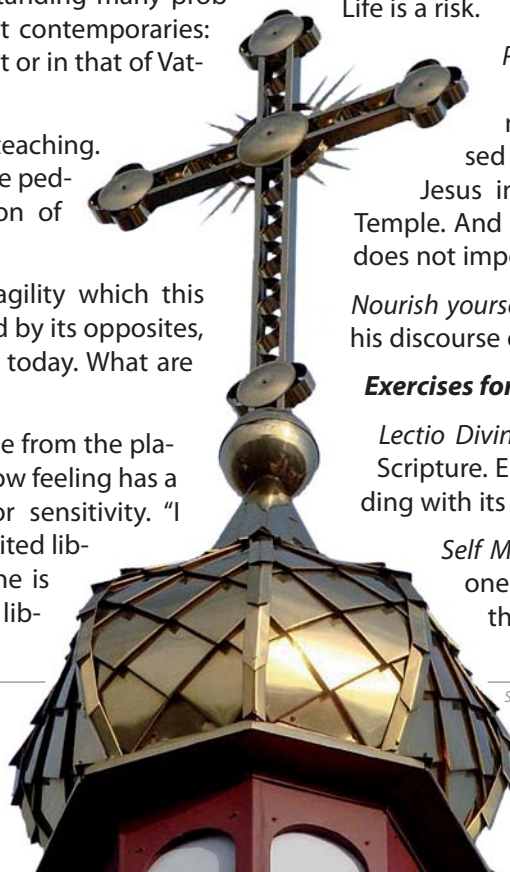 tanding many prob
t contemporaries:
t or in that of Vat-
teaching.
e ped-
on of
agility which this
d by its opposites,
today. What are
e from the pla-
ow feeling has a
or sensitivity. “I
ited lib-
ne is
lib-
Life is a risk.
sed
Jesus in
Temple. And
does not impo
Nourish yourse
his discourse
Exercises for
Lectio Divin
Scripture. E
ding with its
Self M
one
th